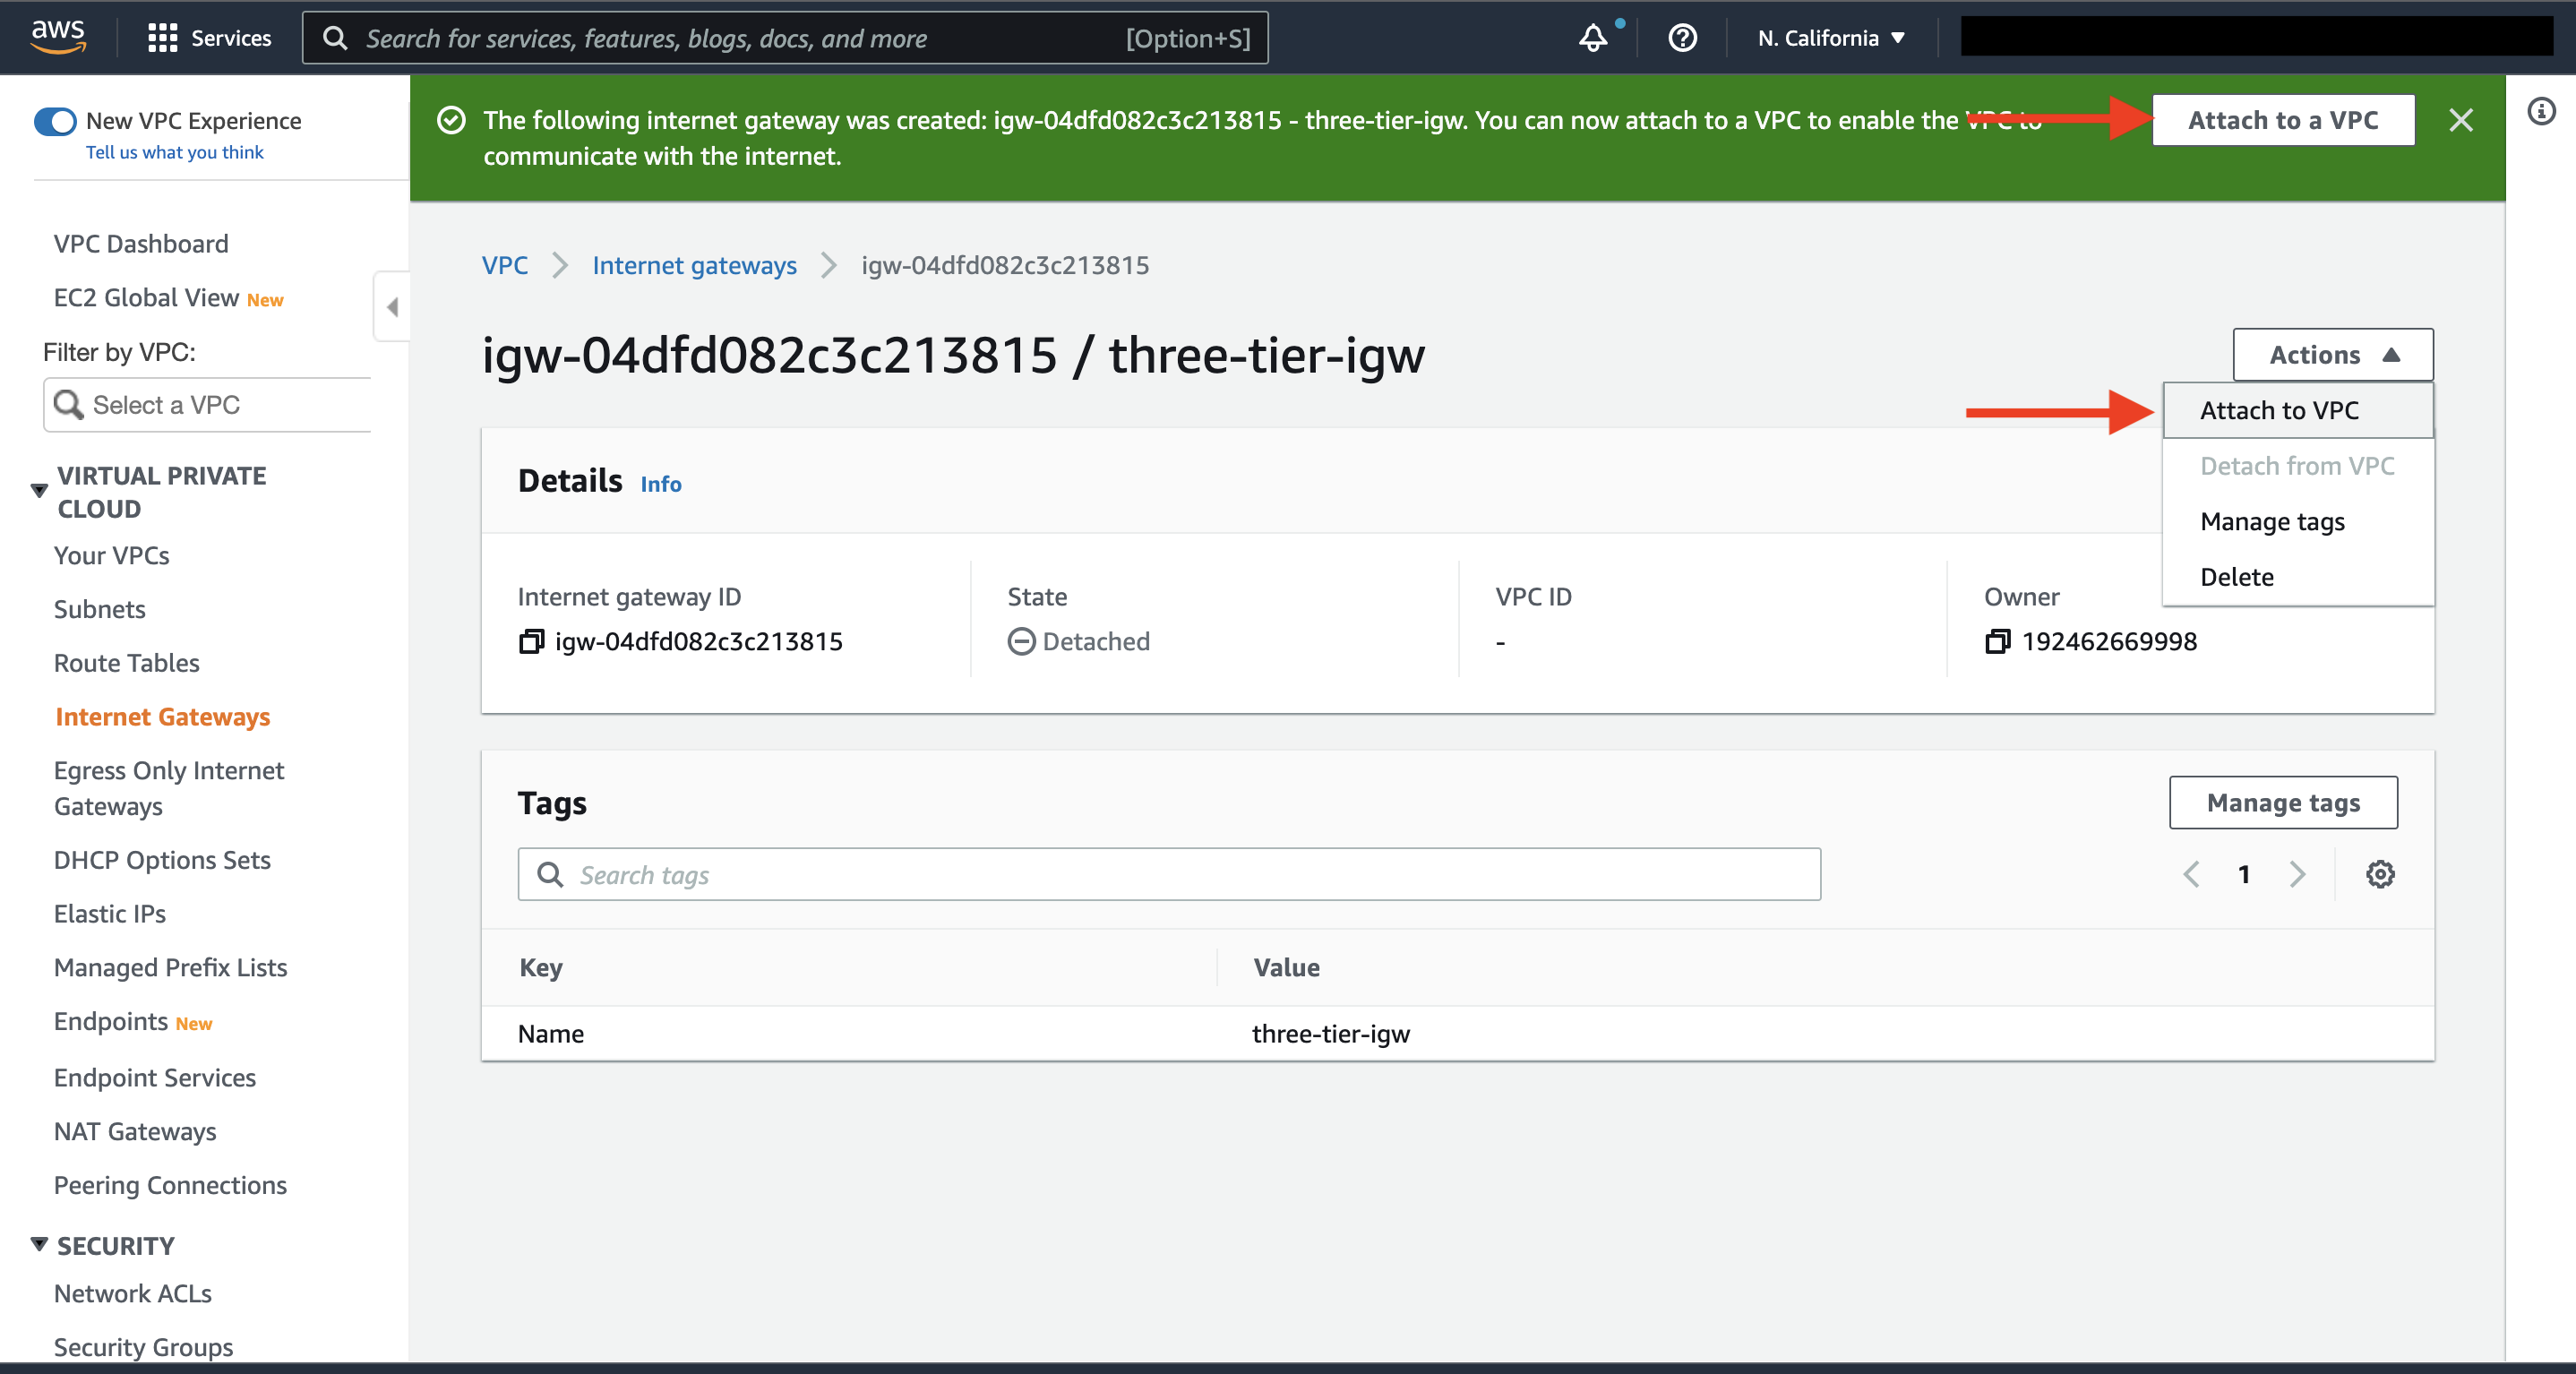 aws
Services
Search for services, features, blogs, docs, and more
[Option+S]
N. California
New VPC Experience
Tell us what you think
The following internet gateway was created: igw-04dfd082c3c213815 - three-tier-igw. You can now attach to a VPC to enable the VPC to
communicate with the internet.
Attach to a VPC
VPC Dashboard
EC2 Global View New
Filter by VPC:
Select a VPC
VIRTUAL PRIVATE
CLOUD
Your VPCs
Subnets
Route Tables
Internet Gateways
Egress Only Internet
Gateways
DHCP Options Sets
Elastic IPs
Managed Prefix Lists
Endpoints New
Endpoint Services
NAT Gateways
Peering Connections
SECURITY
Network ACLs
Security Groups
VPC
Internet gateways
igw-04dfd082c3c213815
igw-04dfd082c3c213815 / three-tier-igw
Actions
Attach to VPC
Detach from VPC
Manage tags
Delete
Details Info
Internet gateway ID
igw-04dfd082c3c213815
State
Detached
VPC ID
-
Owner
192462669998
Tags
Manage tags
Search tags
1
Key
Value
Name
three-tier-igw